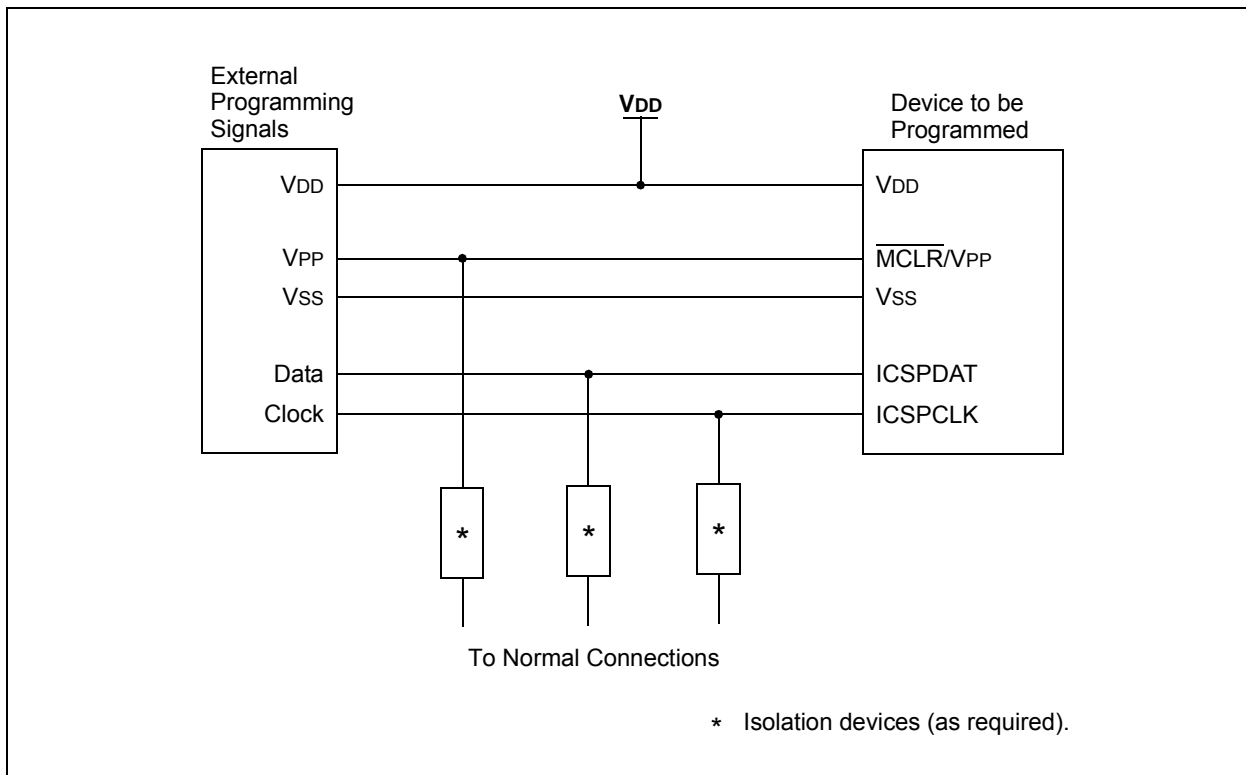 External
Programming
Signals
VDD
Device to be
Programmed
VDD
VDD
VPP
MCLR/VPP
VSS
VSS
Data
ICSPDAT
Clock
ICSPCLK
*
*
*
To Normal Connections
* Isolation devices (as required).